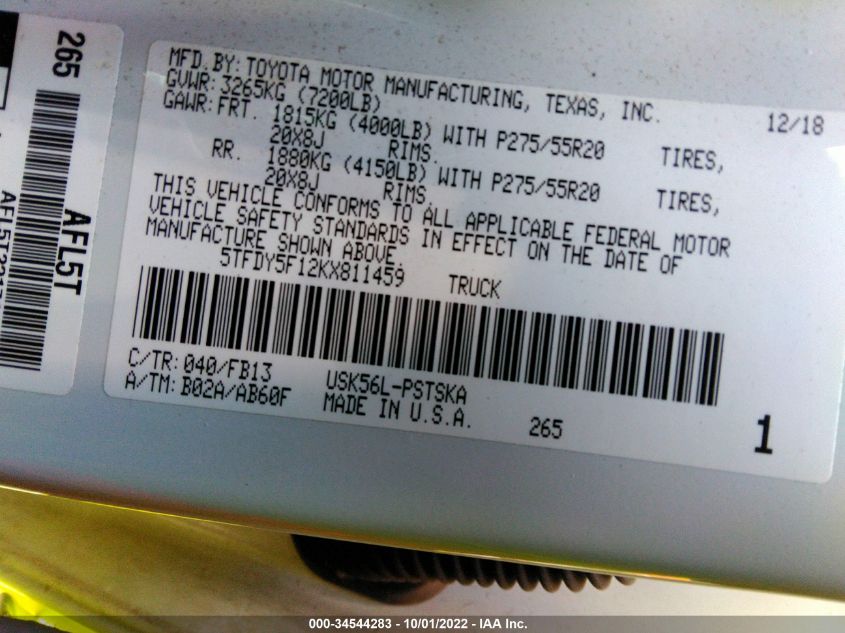 265
AFL5T
MFD.BY:TOYOTA MOTOR MANUFACTURING, TEXAS, INC. 12/18
GVWR:3265KG (7200LB)
GAWR:FRT. 1815KG (4000LB) WITH P275/55R20 TIRES,
20X8J RIMS.
RR. 1880KG (4150LB) WITH P275/55R20 TIRES,
20X8J RIMS.
THIS VEHICLE CONFORMS TO ALL APPLICABLE FEDERAL MOTOR
VEHICLE SAFETY STANDARDS IN EFFECT ON THE DATE OF
MANUFACTURE SHOWN ABOVE.
5TFDY5F12KX811459 TRUCK
C/TR:040/FB13 USK56L-PSTSKA
A/TM:B02A/AB60F MADE IN U.S.A. 265 1
000-34544283 - 10/01/2022 - IAA Inc.